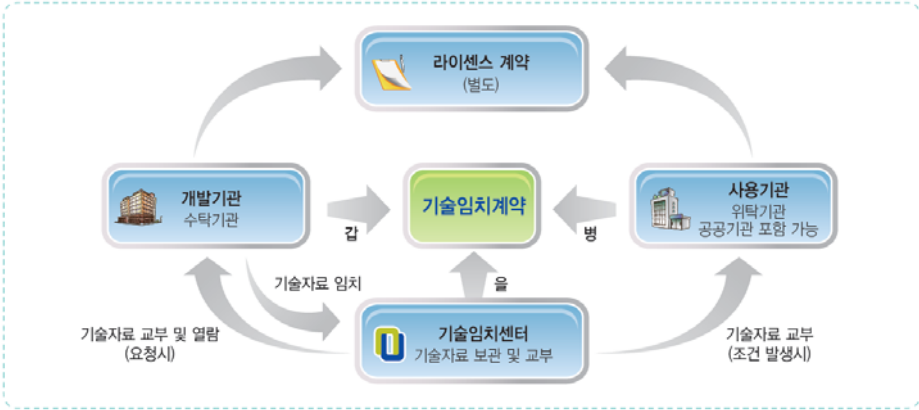 라이센스 계약
(별도)
개발기관
수탁기관
기술임치계약
사용기관
위탁기관
공공기관 포함 가능
갑
병
을
기술자료 임치
기술자료 교부 및 열람
(요청시)
기술임치센터
기술자료 보관 및 교부
기술자료 교부
(조건 발생시)